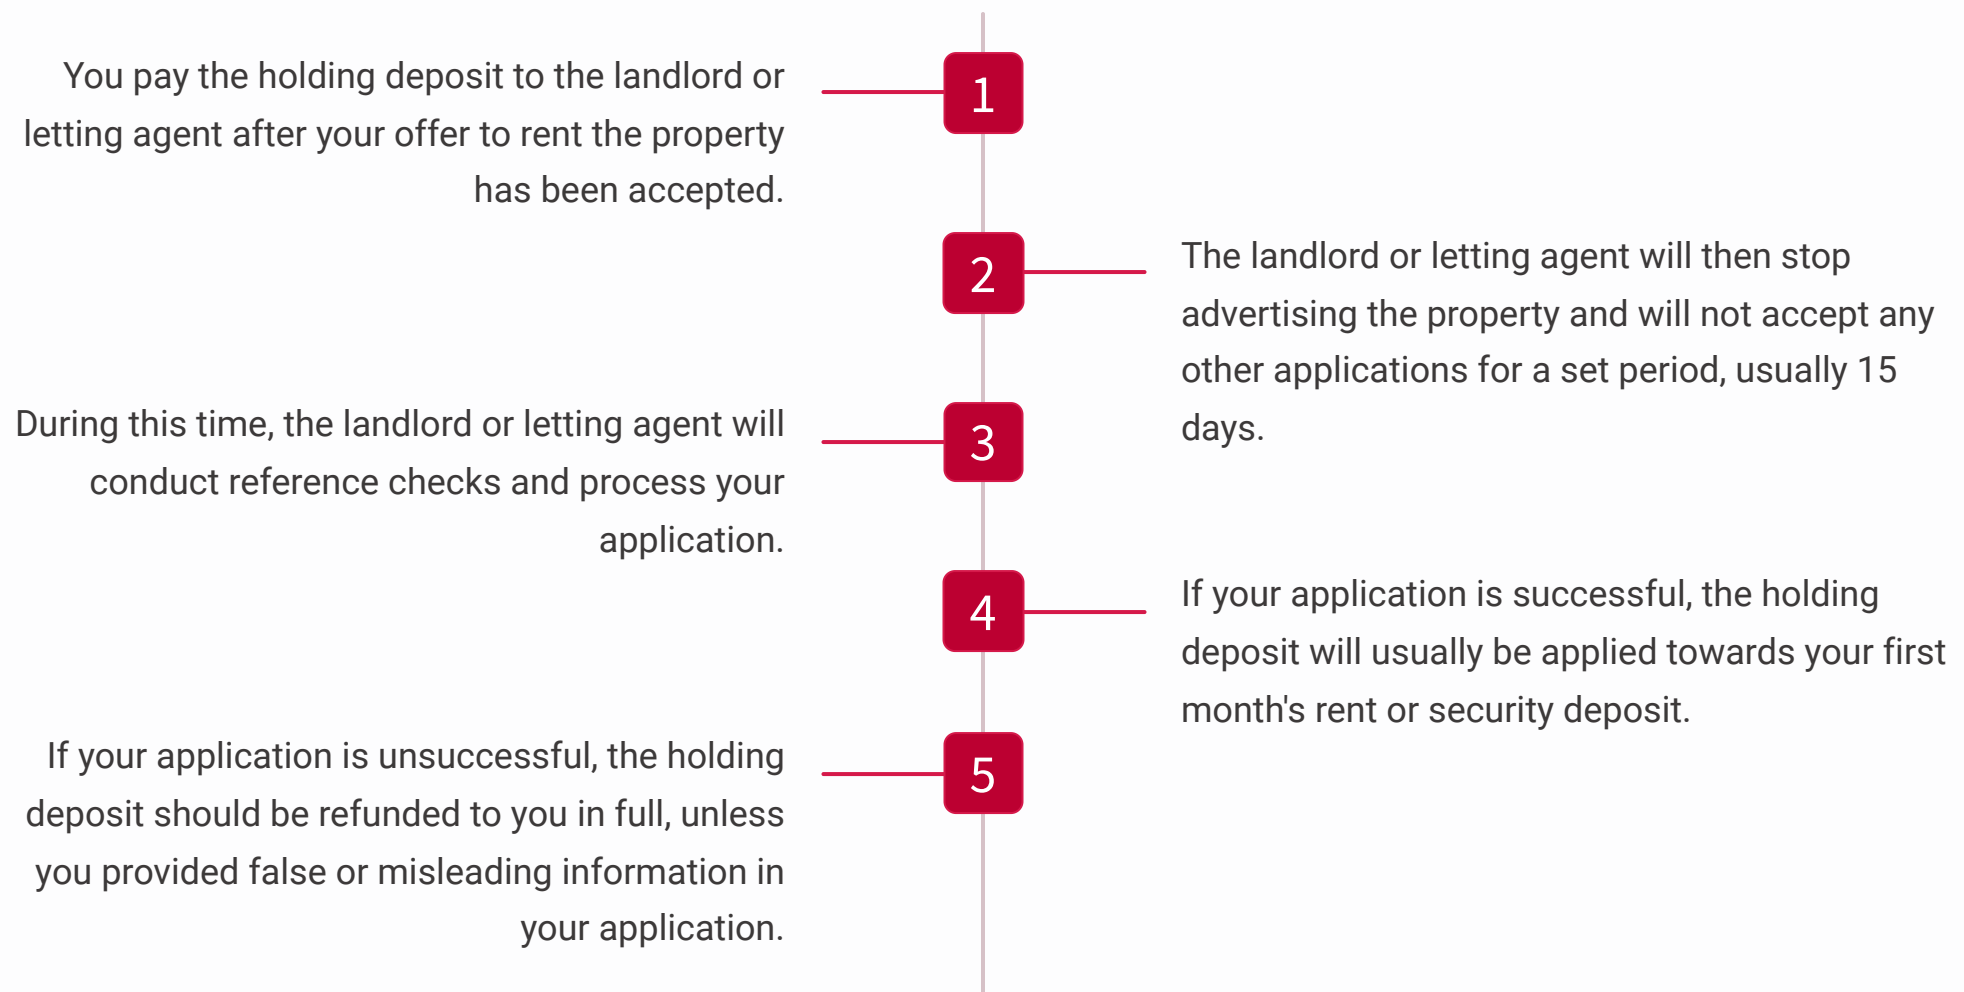 1
You pay the holding deposit to the landlord or
letting agent after your offer to rent the property
has been accepted.
2
The landlord or letting agent will then stop
advertising the property and will not accept any
other applications for a set period, usually 15
days.
3
During this time, the landlord or letting agent will
conduct reference checks and process your
application.
4
If your application is successful, the holding
deposit will usually be applied towards your first
month's rent or security deposit.
5
If your application is unsuccessful, the holding
deposit should be refunded to you in full, unless
you provided false or misleading information in
your application.